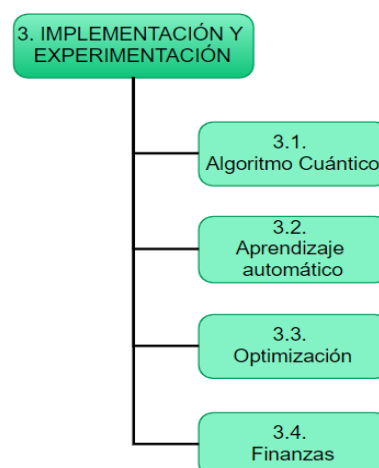 3. IMPLEMENTACIÓN Y
EXPERIMENTACIÓN
3.1.
Algoritmo Cuántico
3.2.
Aprendizaje
automático
3.3.
Optimización
3.4.
Finanzas